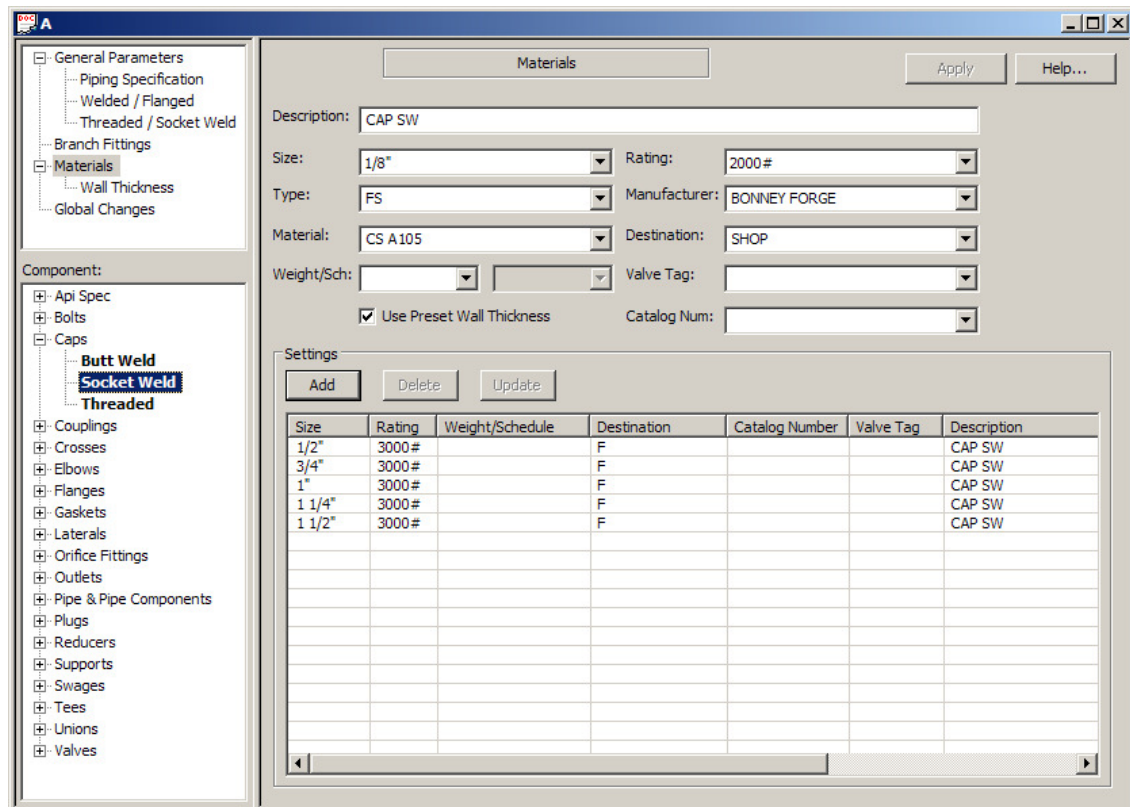 DOC A
General Parameters
Piping Specification
Welded / Flanged
Threaded / Socket Weld
Branch Fittings
Materials
Wall Thickness
Global Changes
Component:
Api Spec
Bolts
Caps
Butt Weld
Socket Weld
Threaded
Couplings
Crosses
Elbows
Flanges
Gaskets
Laterals
Orifice Fittings
Outlets
Pipe & Pipe Components
Plugs
Reducers
Supports
Swages
Tees
Unions
Valves
Materials Apply Help...
Description: CAP SW
Size: 1/8" Rating: 2000#
Type: FS Manufacturer: BONNEY FORGE
Material: CS A105 Destination: SHOP
Weight/Sch: Valve Tag:
Use Preset Wall Thickness Catalog Num:
Settings
Add Delete Update
Size Rating Weight/Schedule Destination Catalog Number Valve Tag Description
1/2" 3000# F CAP SW
3/4" 3000# F CAP SW
1" 3000# F CAP SW
1 1/4" 3000# F CAP SW
1 1/2" 3000# F CAP SW